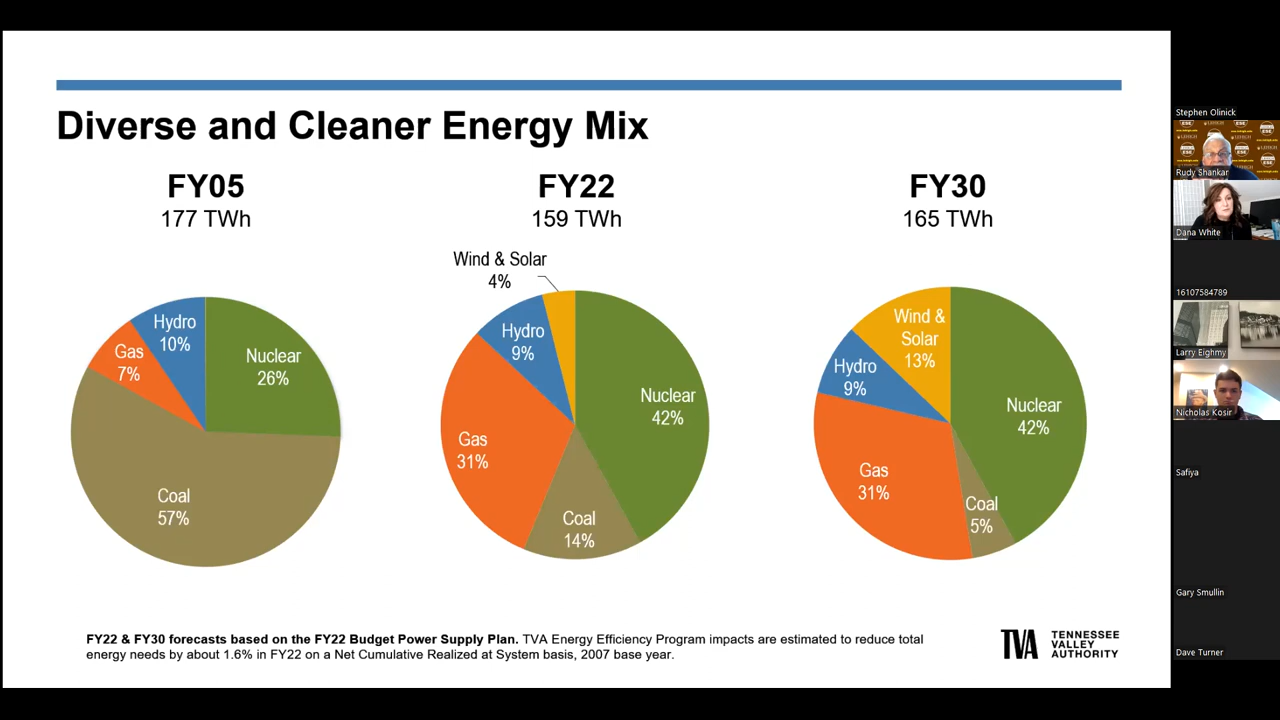 Diverse and Cleaner Energy Mix
FY05
177 TWh
Hydro
10%
Gas
7%
Nuclear
26%
Coal
57%
FY22
159 TWh
Wind & Solar
4%
Hydro
9%
Nuclear
42%
Gas
31%
Coal
14%
FY30
165 TWh
Wind &
Solar
13%
Hydro
9%
Nuclear
42%
Gas
31%
Coal
5%
FY22 & FY30 forecasts based on the FY22 Budget Power Supply Plan. TVA Energy Efficiency Program impacts are estimated to reduce total
energy needs by about 1.6% in FY22 on a Net Cumulative Realized at System basis, 2007 base year.
TVA
TENNESSEE
VALLEY
AUTHORITY
Stephen Olinick
Rudy Shankar
Dana White
16107584789
Larry Eighmy
Nicholas Kosir
Safiya
Gary Smullin
Dave Turner